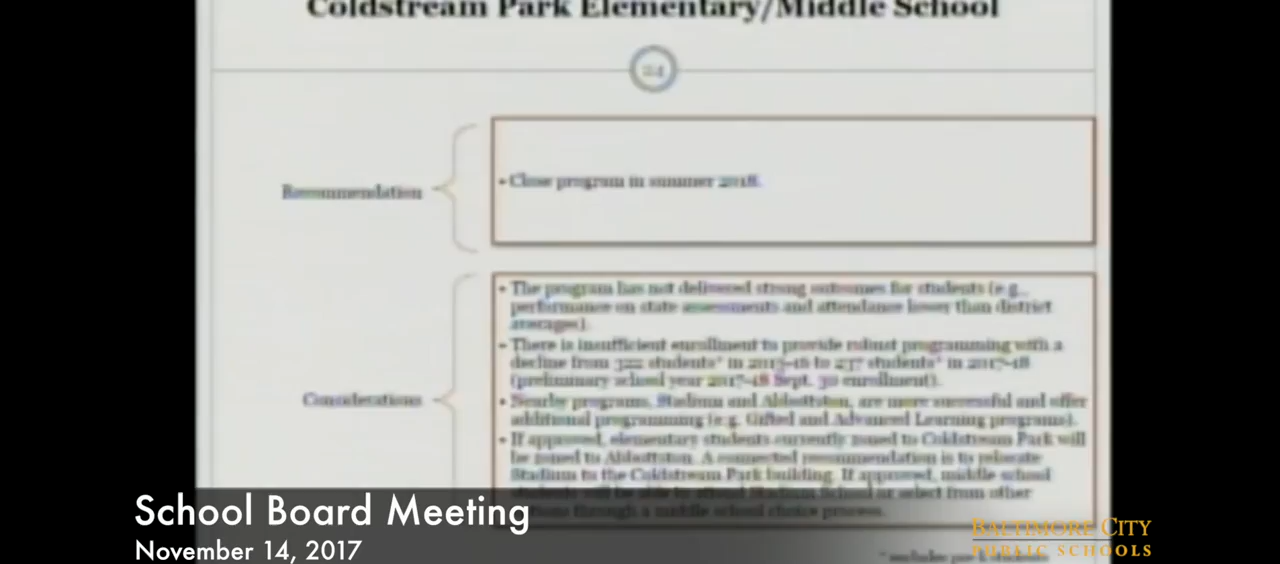 Coldstream Park Elementary/Middle School
24
Recommendation
• Close program in summer 2018.
Considerations
• The program has not delivered strong outcomes for students (e.g.,
performance on state assessments and attendance lower than district
averages).
• There is insufficient enrollment to provide robust programming with a
decline from 322 students* in 2015-16 to 237 students* in 2017-18
(preliminary school year 2017-18 Sept. 30 enrollment).
• Nearby programs, Stadium and Abbottston, are more successful and offer
additional programming (e.g. Gifted and Advanced Learning programs).
• If approved, elementary students currently zoned to Coldstream Park will
be zoned to Abbottston. A connected recommendation is to relocate
Stadium to the Coldstream Park building. If approved, middle school
students will be able to attend Stadium School or select from other
through a middle school choice process.
School Board Meeting
November 14, 2017
BALTIMORE CITY
PUBLIC SCHOOLS